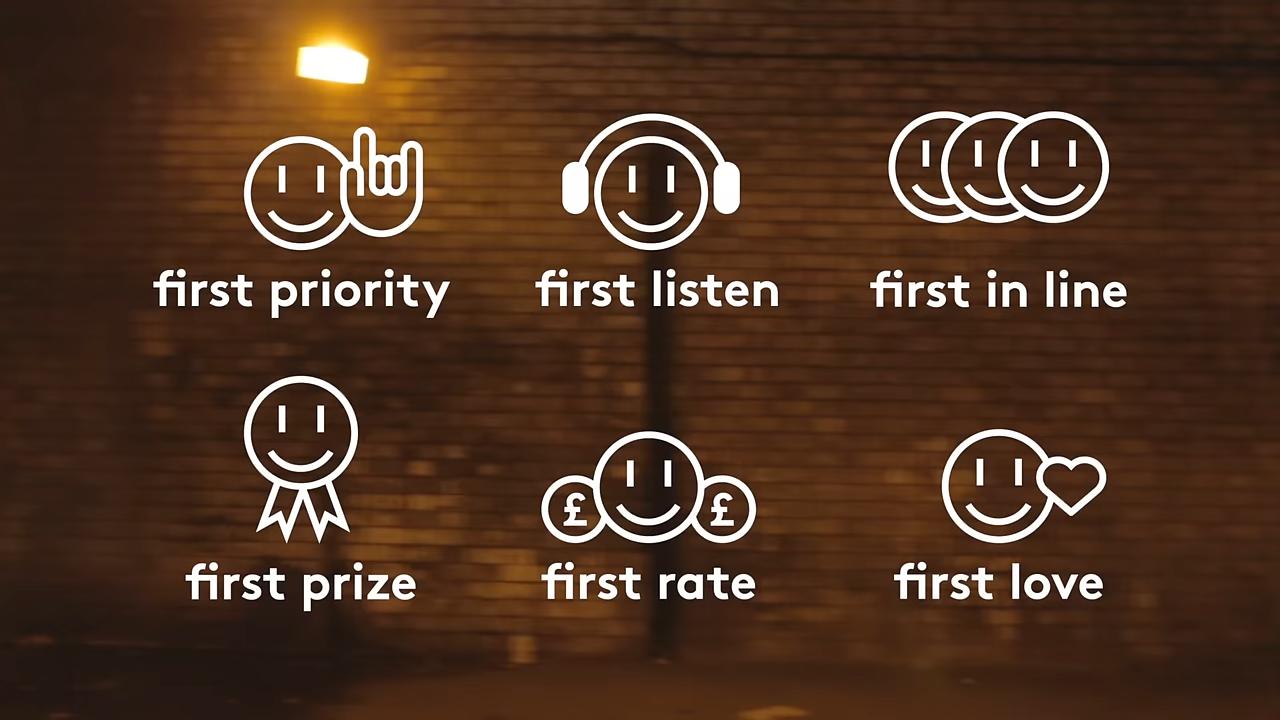 first priority
first listen
first in line
first prize
£ £
first rate
first love